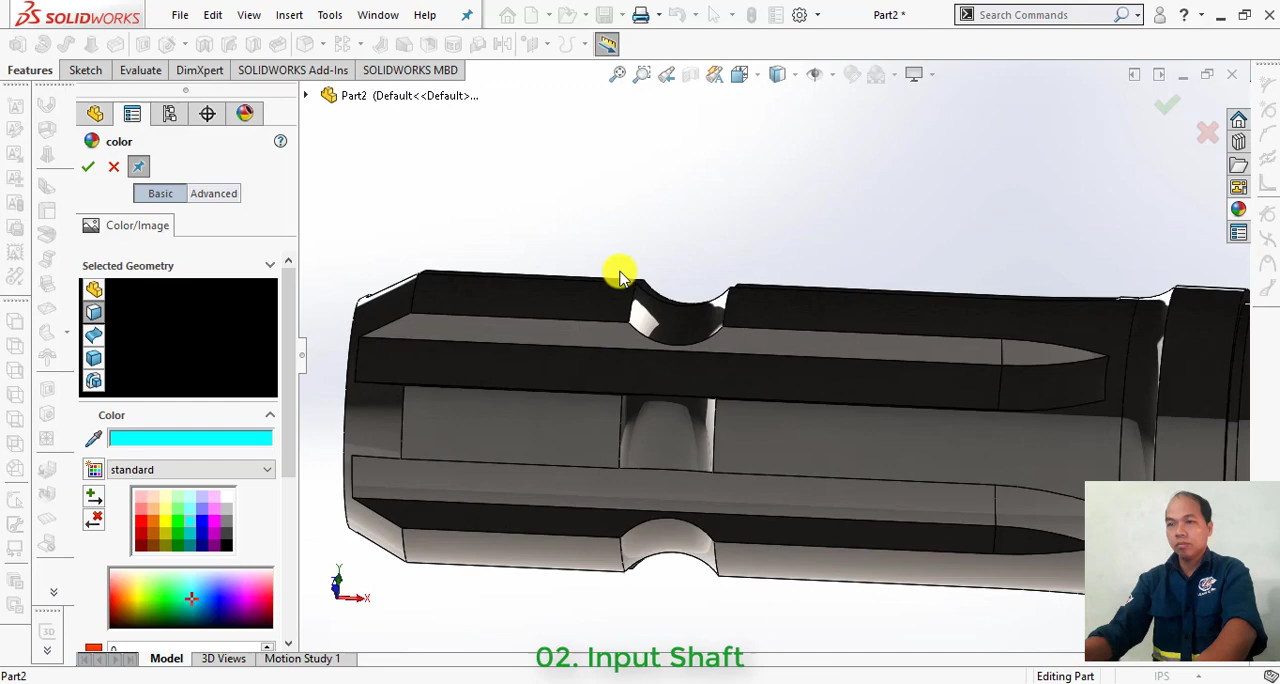 SOLIDWORKS
File
Edit
View
Insert
Tools
Window
Help
Part2 *
Search Commands
Features
Sketch
Evaluate
DimXpert
SOLIDWORKS Add-Ins
SOLIDWORKS MBD
Part2 (Default<<Default>...
color
Basic
Advanced
Color/Image
Selected Geometry
Color
standard
0
3D
Y
X
Model
3D Views
Motion Study 1
02. Input Shaft
Part2
Editing Part
IPS